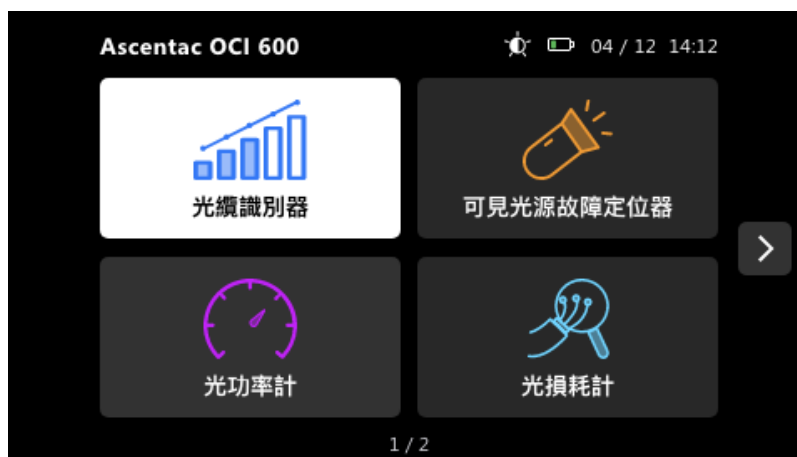 Ascentac OCI 600
04 / 12 14:12
光纜識別器
可見光源故障定位器
光功率計
光損耗計
1 / 2